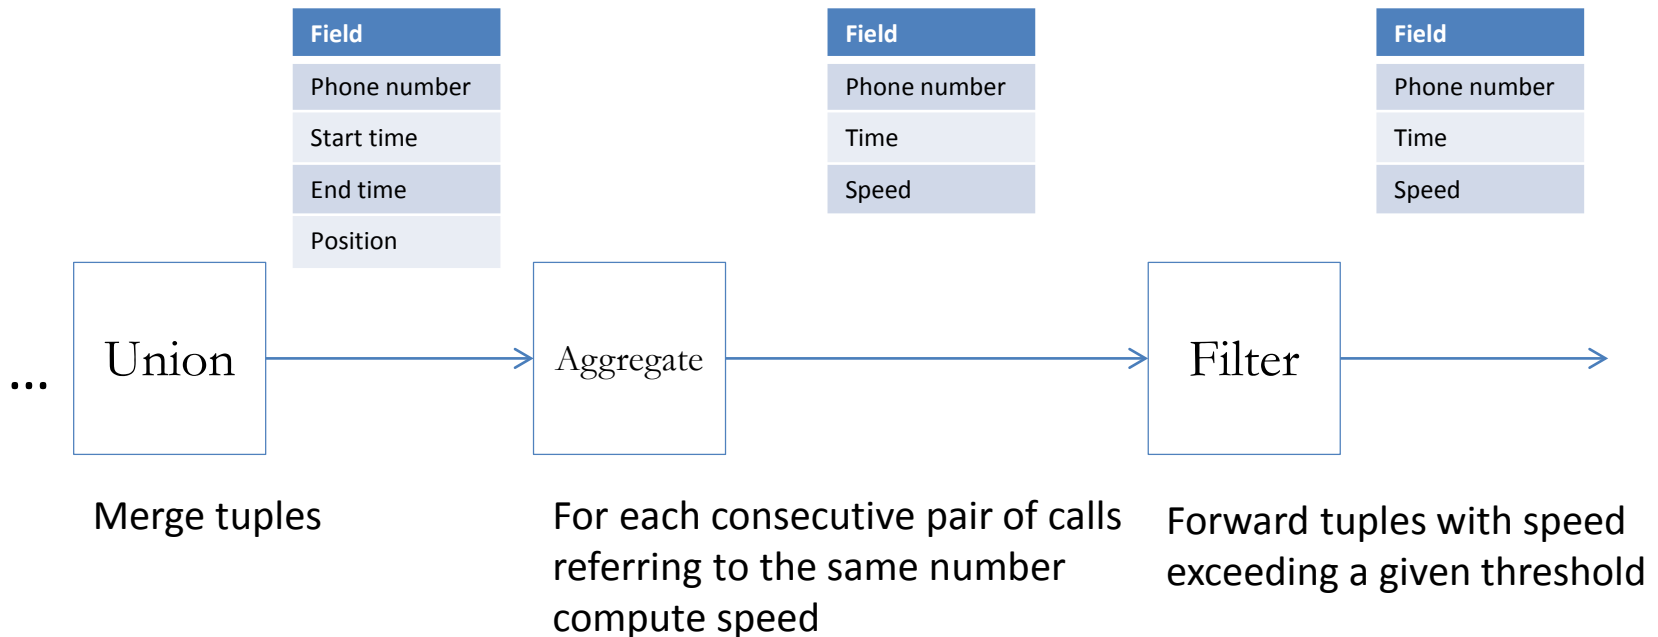 Field
Phone number
Start time
End time
Position
Field
Phone number
Time
Speed
Field
Phone number
Time
Speed
...
Union
Aggregate
Filter
Merge tuples
For each consecutive pair of calls
referring to the same number
compute speed
Forward tuples with speed
exceeding a given threshold